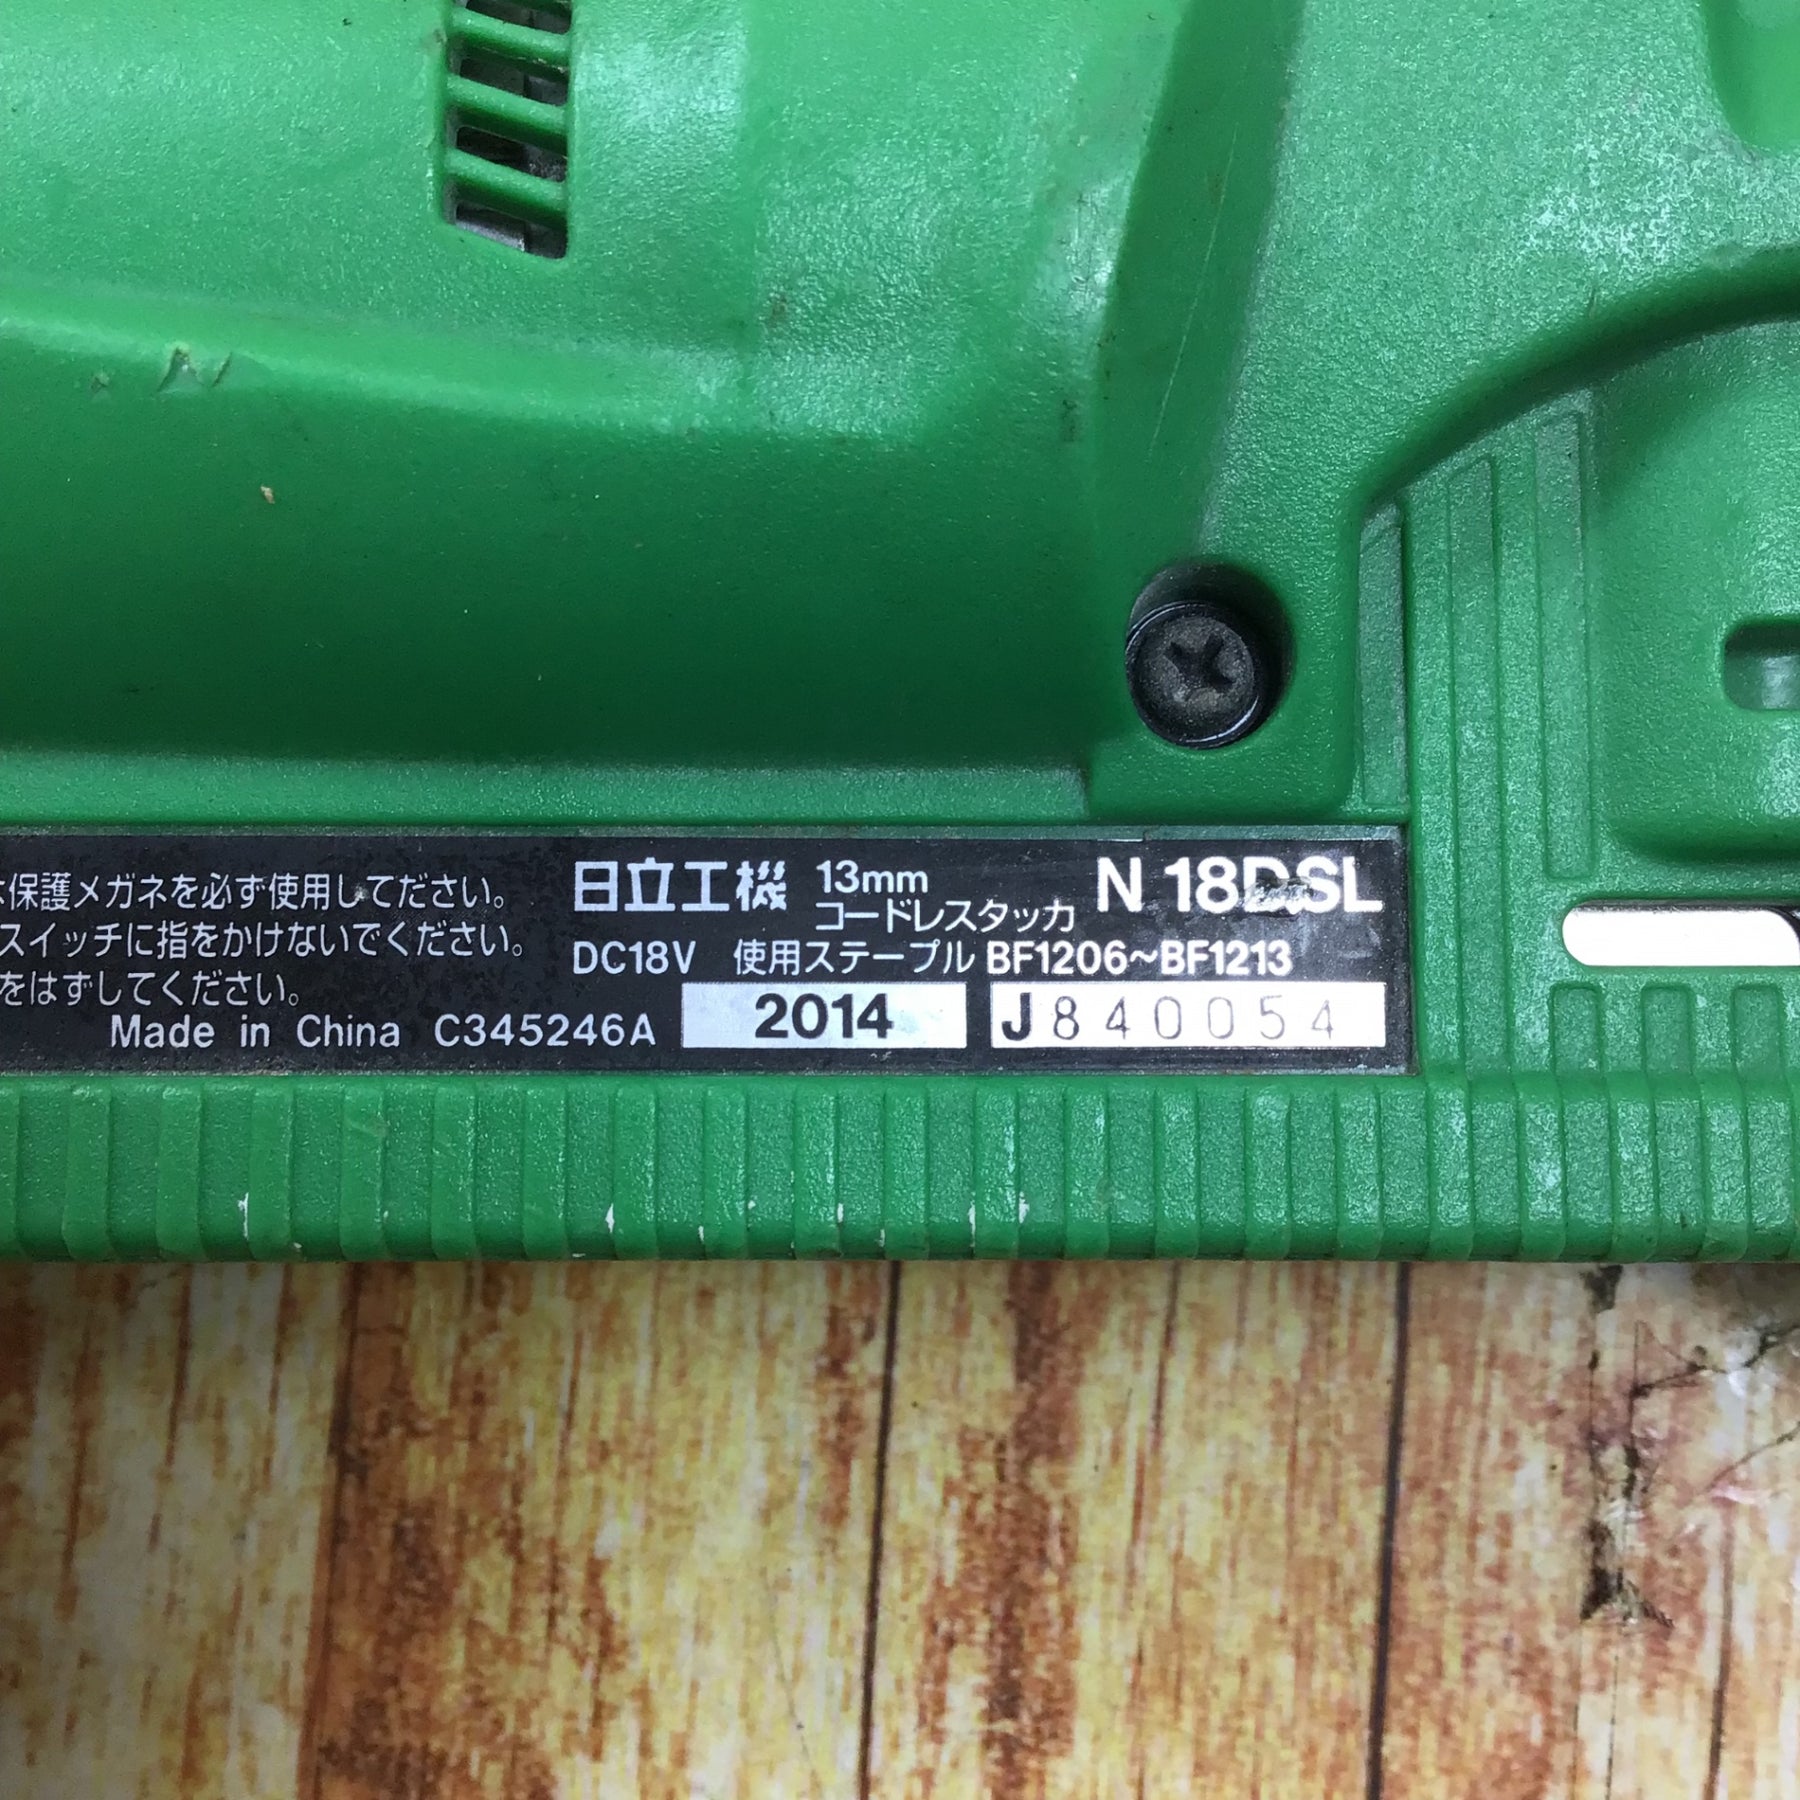 保護メガネを必ず使用してださい。
スイッチに指をかけないでください。
をはずしてください。
Made in China C345246A
日立工機 13mm コードレスタッカ N 18DSL
DC18V 使用ステープル BF1206~BF1213
2014 J840054